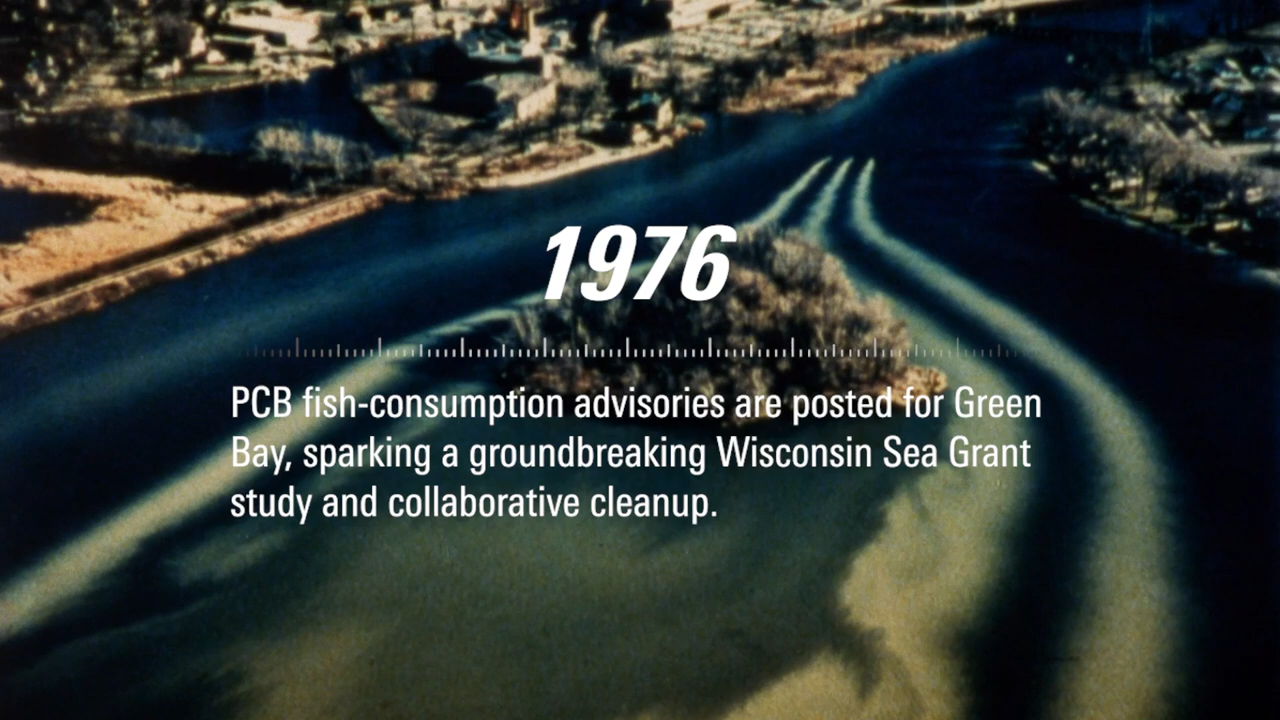 1976
PCB fish-consumption advisories are posted for Green
Bay, sparking a groundbreaking Wisconsin Sea Grant
study and collaborative cleanup.